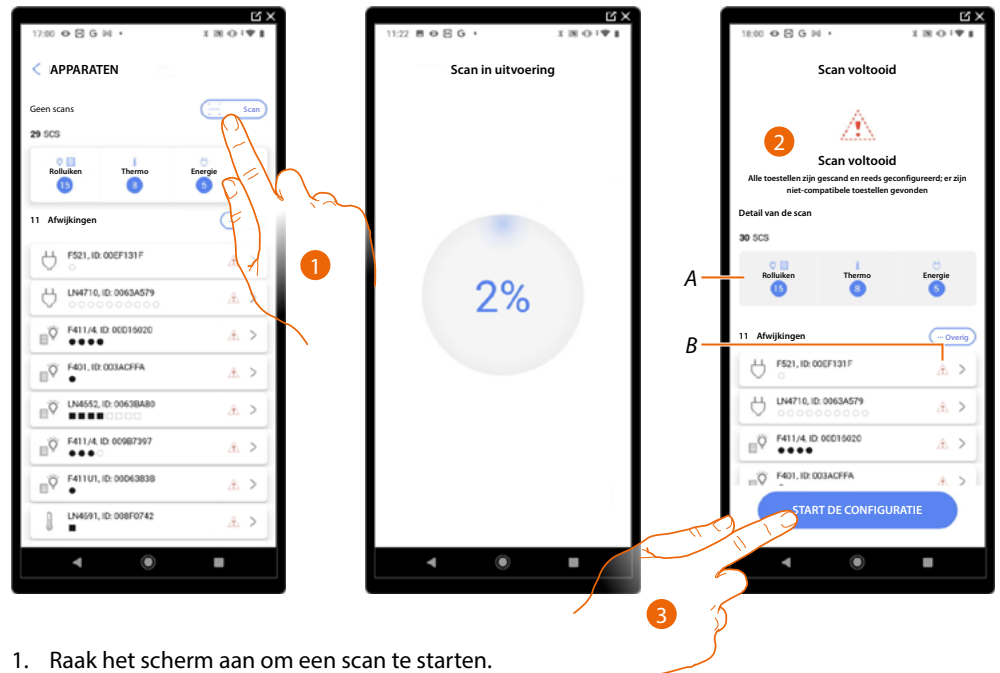 17:00 G
APPARATEN
Geen scans
Scan
29 SCS
Rolluiken Thermo Energie
15 8 5
11 Afwijkingen
F521, ID: 00EF131F
LN4710, ID: 0063A579
F411/4, ID: 00D15020
F401, ID: 003ACFFA
LN4652, ID: 0063BA80
F411/4, ID: 009B7397
F411U1, ID: 00D63B3B
LN4691, ID: 008F0742
1
11:22 G
Scan in uitvoering
2%
18:00 G
Scan voltooid
2
Scan voltooid
Alle toestellen zijn gescand en reeds geconfigureerd; er zijn
niet-compatibele toestellen gevonden
Detail van de scan
30 SCS
A
Rolluiken Thermo Energie
15 8 5
B
11 Afwijkingen
··· Overig
F521, ID: 00EF131F
LN4710, ID: 0063A579
F411/4, ID: 00D15020
F401, ID: 003ACFFA
START DE CONFIGURATIE
3
1. Raak het scherm aan om een scan te starten.